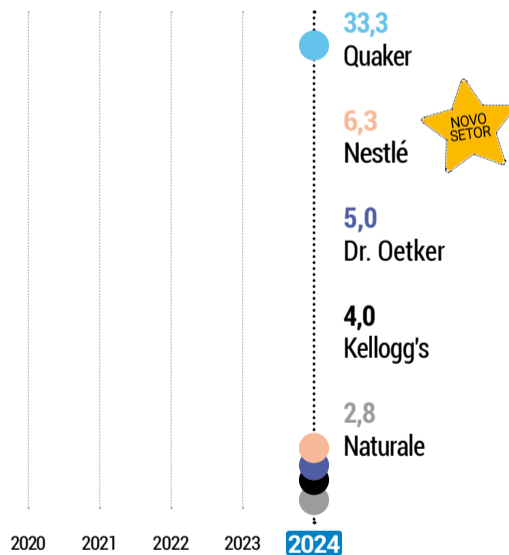 33,3
Quaker
6,3
Nestlé
NOVO
SETOR
5,0
Dr. Oetker
4,0
Kellogg's
2,8
Naturale
2020 2021 2022 2023 2024